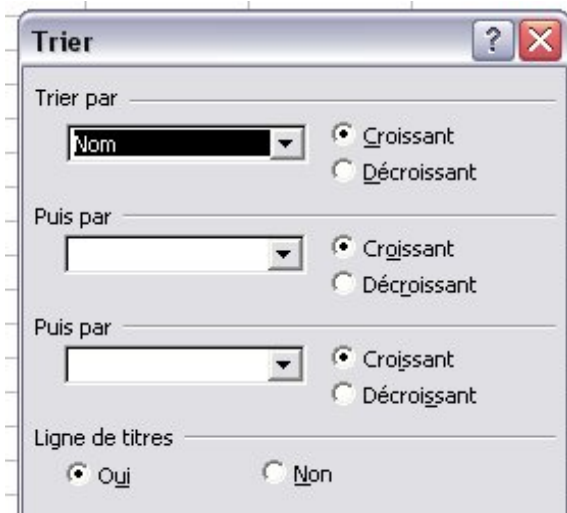 Trier
Trier par
Nom
Croissant
Décroissant
Puis par
Croissant
Décroissant
Puis par
Croissant
Décroissant
Ligne de titres
Oui Non